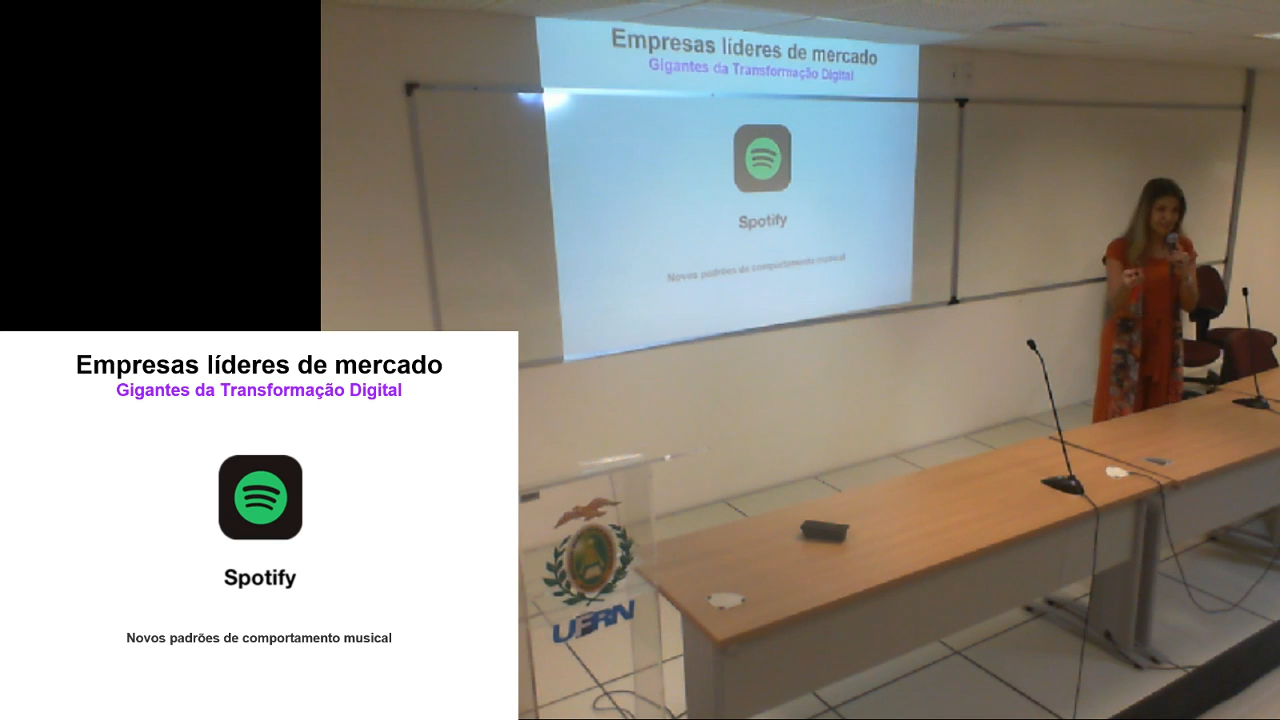 Empresas líderes de mercado
Gigantes da Transformação Digital
Spotify
Novos padrões de comportamento musical
Empresas líderes de mercado
Gigantes da Transformação Digital
Spotify
Novos padrões de comportamento musical
UFRN